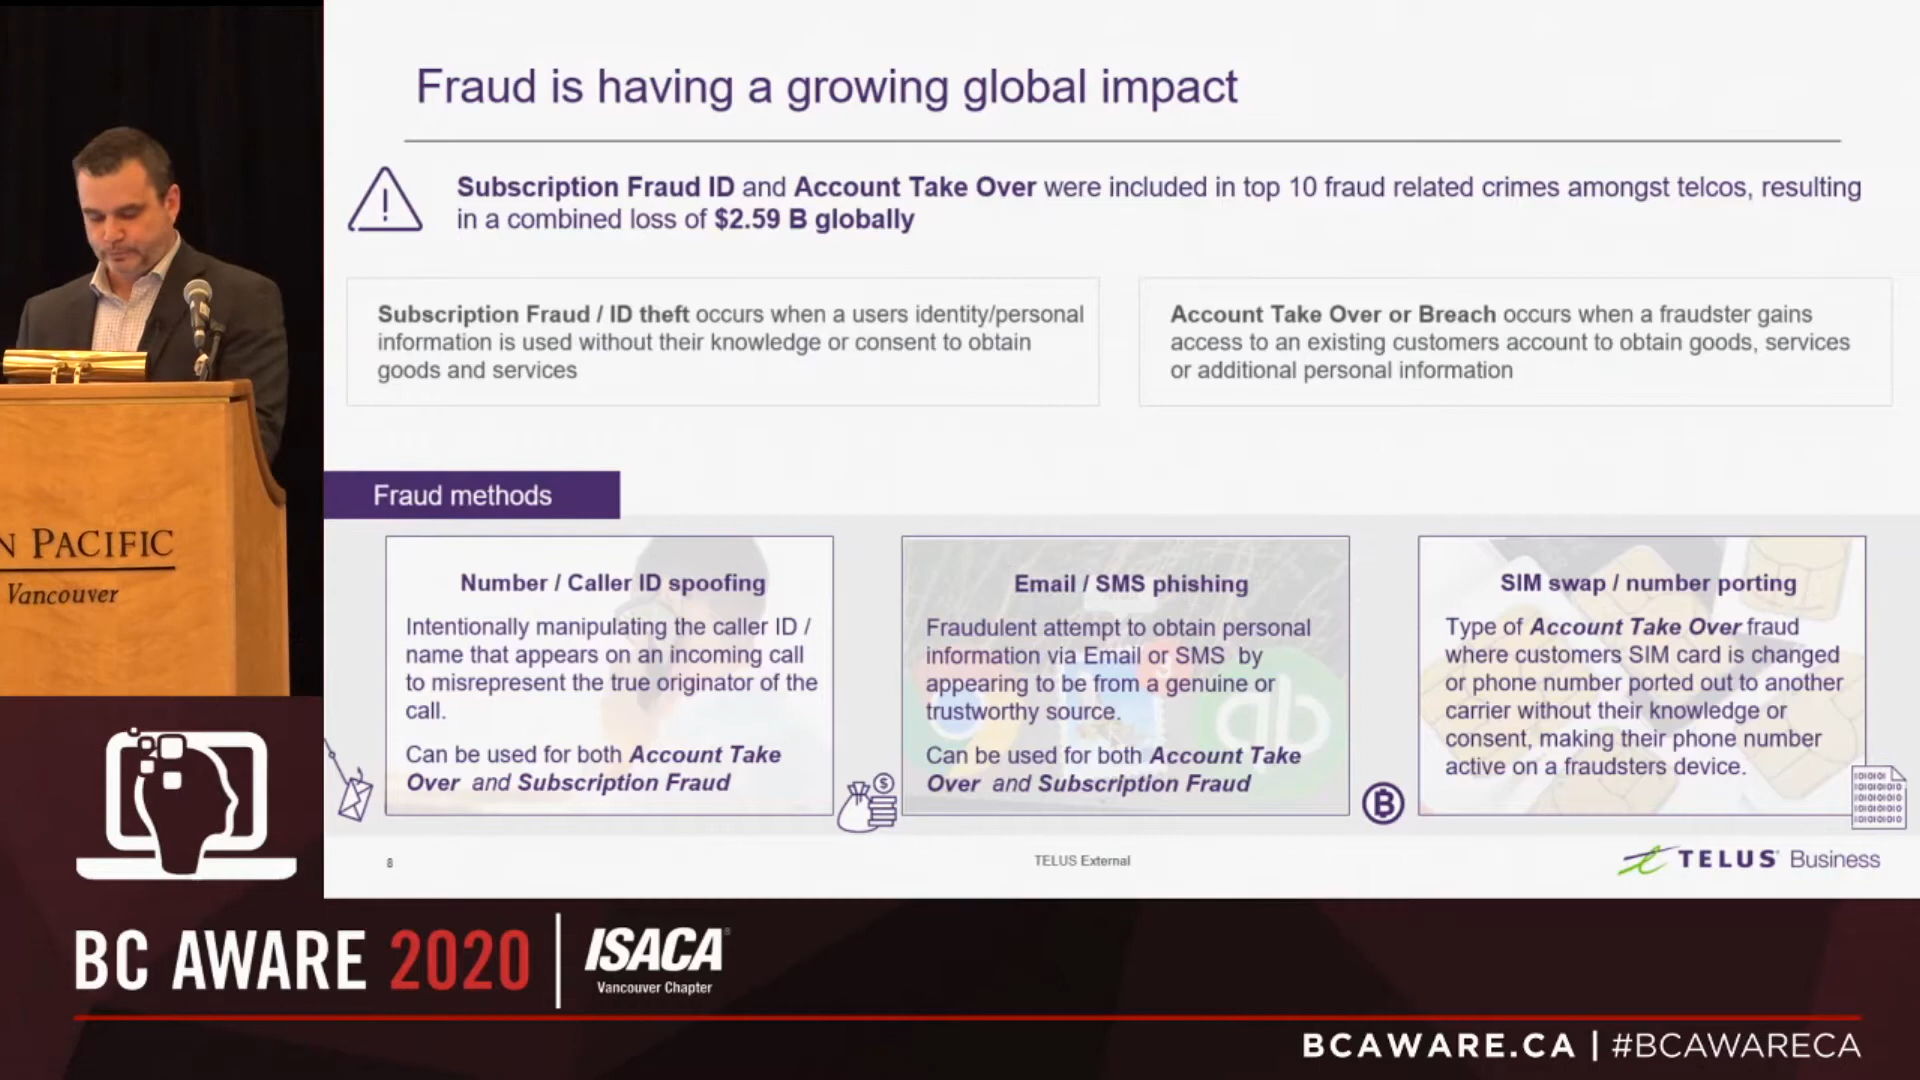 Fraud is having a growing global impact
Subscription Fraud ID and Account Take Over were included in top 10 fraud related crimes amongst telcos, resulting
in a combined loss of $2.59 B globally
Subscription Fraud / ID theft occurs when a users identity/personal
information is used without their knowledge or consent to obtain
goods and services
Account Take Over or Breach occurs when a fraudster gains
access to an existing customers account to obtain goods, services
or additional personal information
Fraud methods
Number / Caller ID spoofing
Intentionally manipulating the caller ID /
name that appears on an incoming call
to misrepresent the true originator of the
call.
Can be used for both Account Take
Over and Subscription Fraud
Email / SMS phishing
Fraudulent attempt to obtain personal
information via Email or SMS by
appearing to be from a genuine or
trustworthy source.
Can be used for both Account Take
Over and Subscription Fraud
SIM swap / number porting
Type of Account Take Over fraud
where customers SIM card is changed
or phone number ported out to another
carrier without their knowledge or
consent, making their phone number
active on a fraudsters device.
8
TELUS External
TELUS Business
N PACIFIC
Vancouver
BC AWARE 2020
ISACA
Vancouver Chapter
BCAWARE.CA | #BCAWARECA